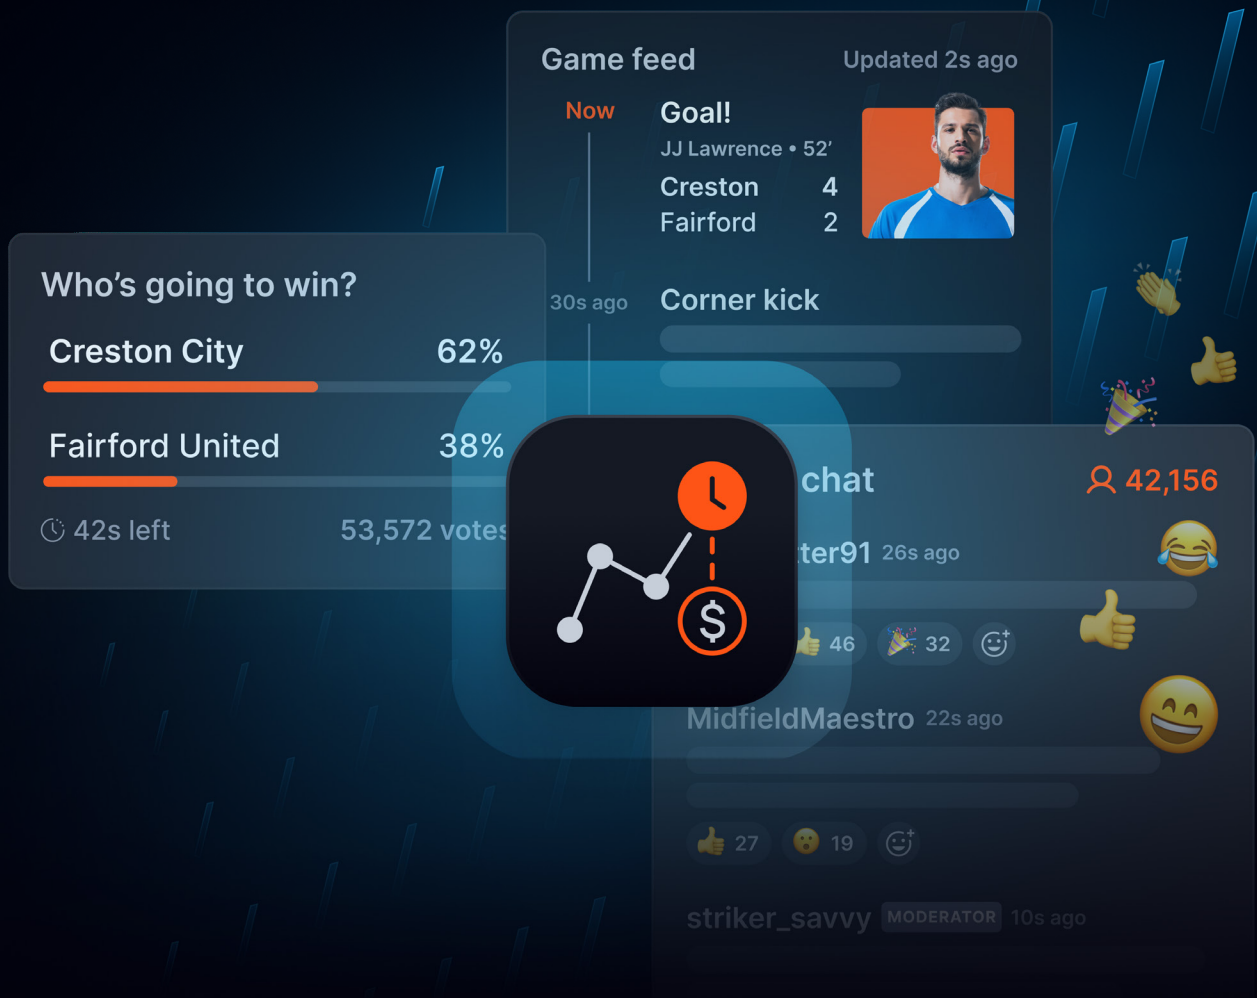 Game feed
Updated 2s ago
Now
Goal!
JJ Lawrence • 52’
Creston 4
Fairford 2
30s ago
Corner kick
Who’s going to win?
Creston City 62%
Fairford United 38%
42s left
53,572 votes
$
chat
42,156
tter91 26s ago
46
32
MidfieldMaestro 22s ago
27
19
striker_savvy MODERATOR 10s ago